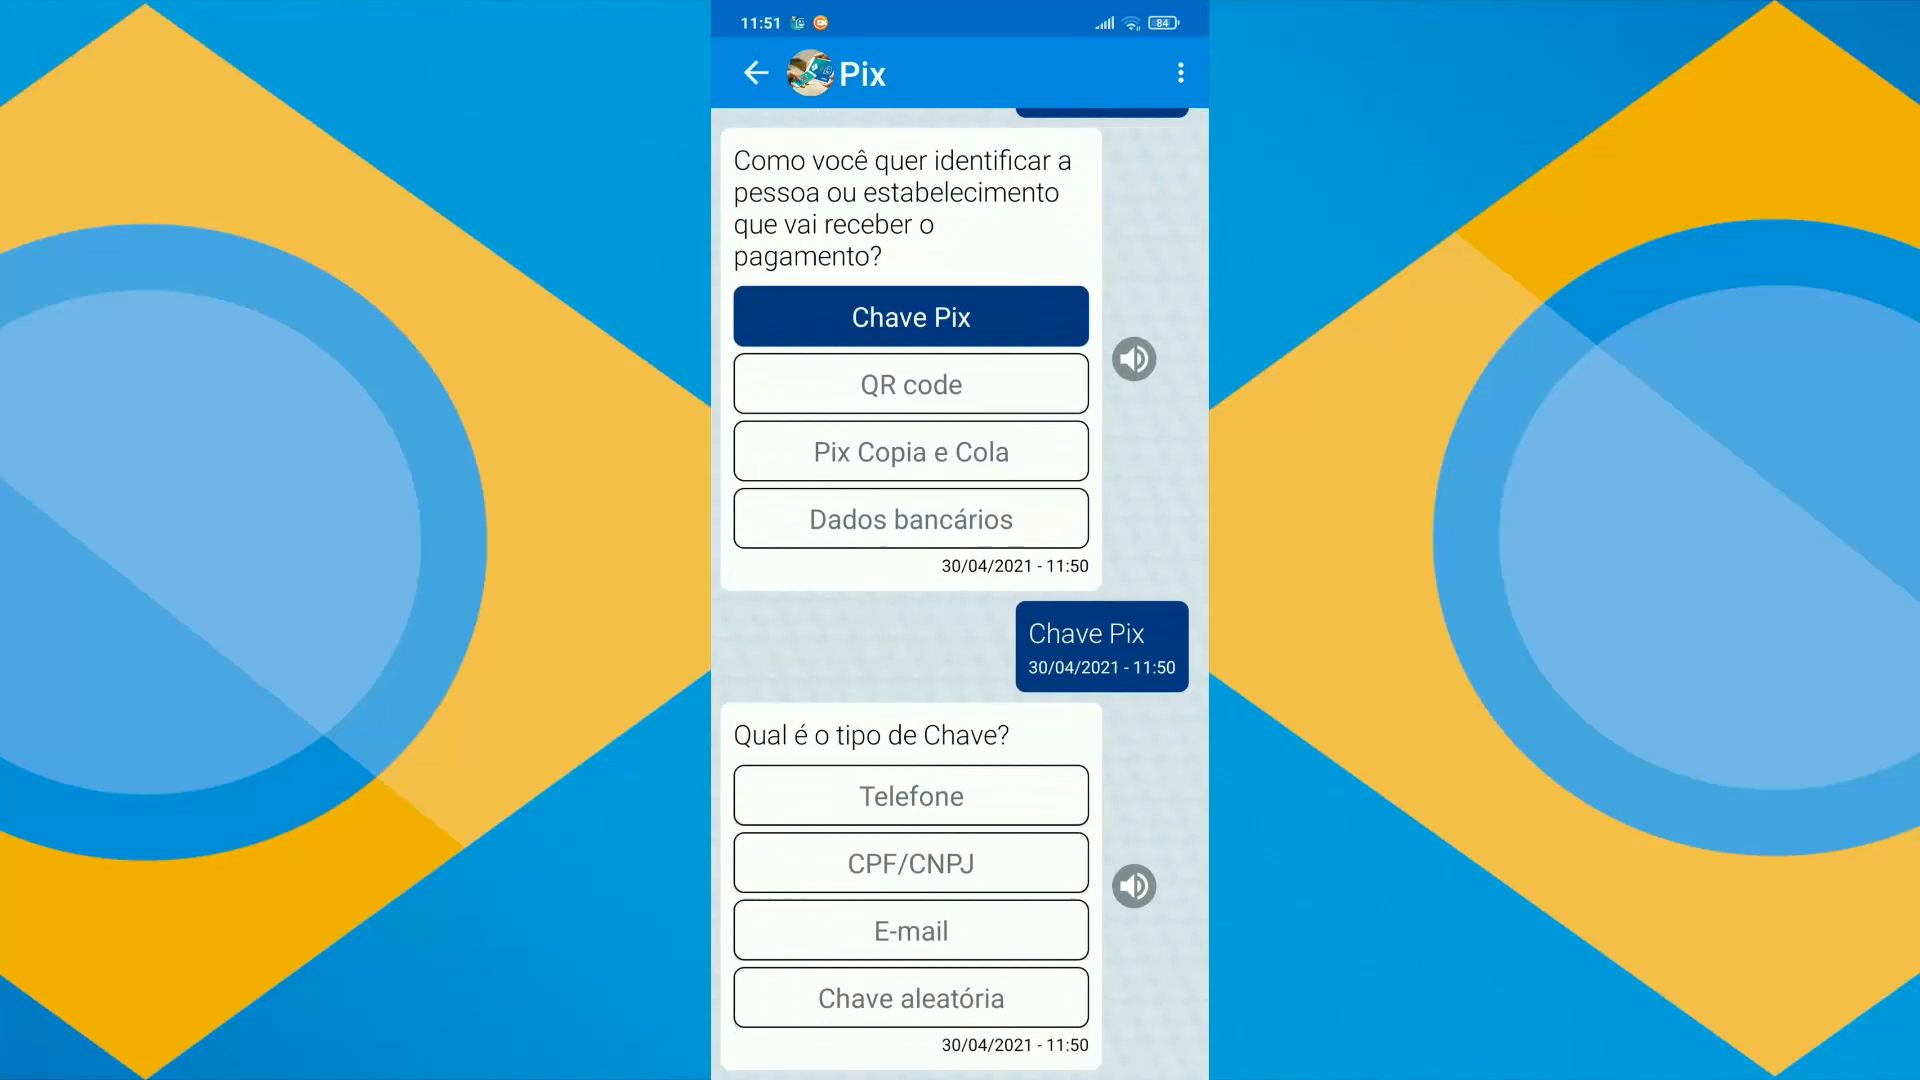 11:51
84
Pix
Como você quer identificar a
pessoa ou estabelecimento
que vai receber o
pagamento?
Chave Pix
QR code
Pix Copia e Cola
Dados bancários
30/04/2021 - 11:50
Chave Pix
30/04/2021 - 11:50
Qual é o tipo de Chave?
Telefone
CPF/CNPJ
E-mail
Chave aleatória
30/04/2021 - 11:50